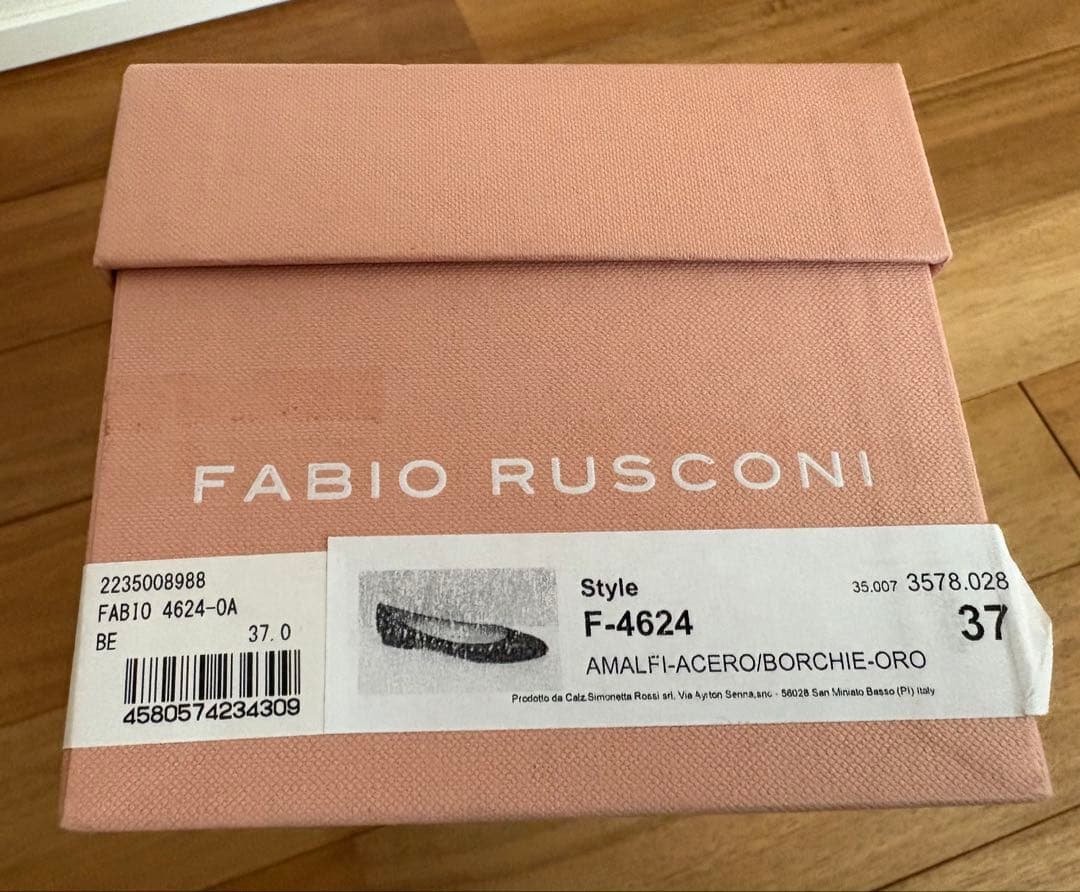 FABIO RUSCONI
2235008988
FABIO 4624-0A
BE 37.0
4580574234309
Style 35.007 3578.028
F-4624 37
AMALFI-ACERO/BORCHIE-ORO
Prodotto da Calz.Simonetta Rossi srl. Via Ayrton Senna,snc - 56028 San Miniato Basso (PI) Italy